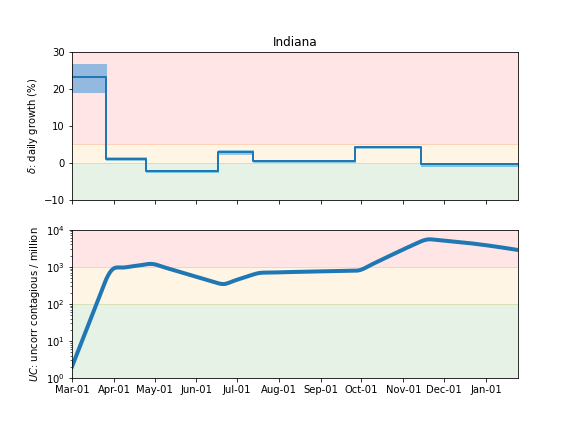 Indiana
δ: daily growth (%)
30
20
10
0
−10
UC: uncorr contagious / million
10⁴
10³
10²
10¹
10⁰
Mar-01 Apr-01 May-01 Jun-01 Jul-01 Aug-01 Sep-01 Oct-01 Nov-01 Dec-01 Jan-01